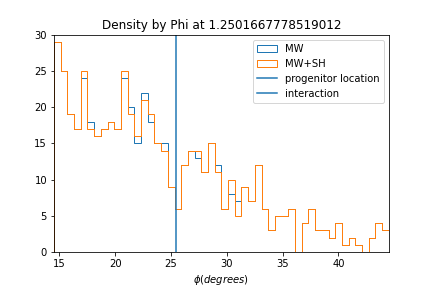 Density by Phi at 1.2501667778519012
30
25
20
15
10
5
0
MW
MW+SH
progenitor location
interaction
15 20 25 30 35 40
ϕ(degrees)